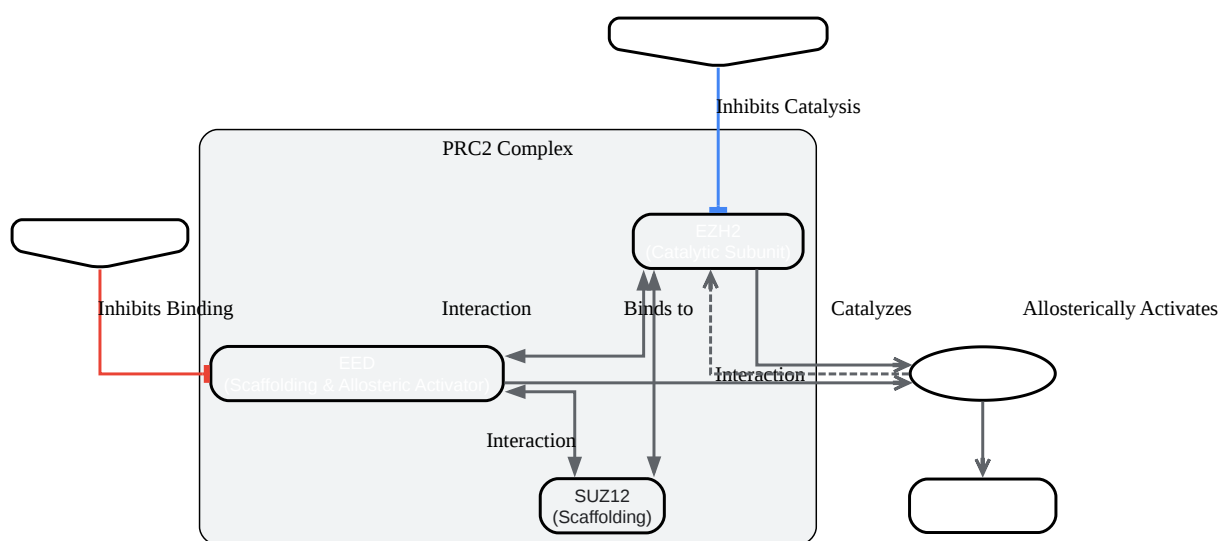 Inhibits Catalysis
PRC2 Complex
EZH2
(Catalytic Subunit)
Inhibits Binding
Interaction
Binds to
Catalyzes
Allosterically Activates
EED
(Scaffolding & Allosteric Activator)
Interaction
Interaction
SUZ12
(Scaffolding)